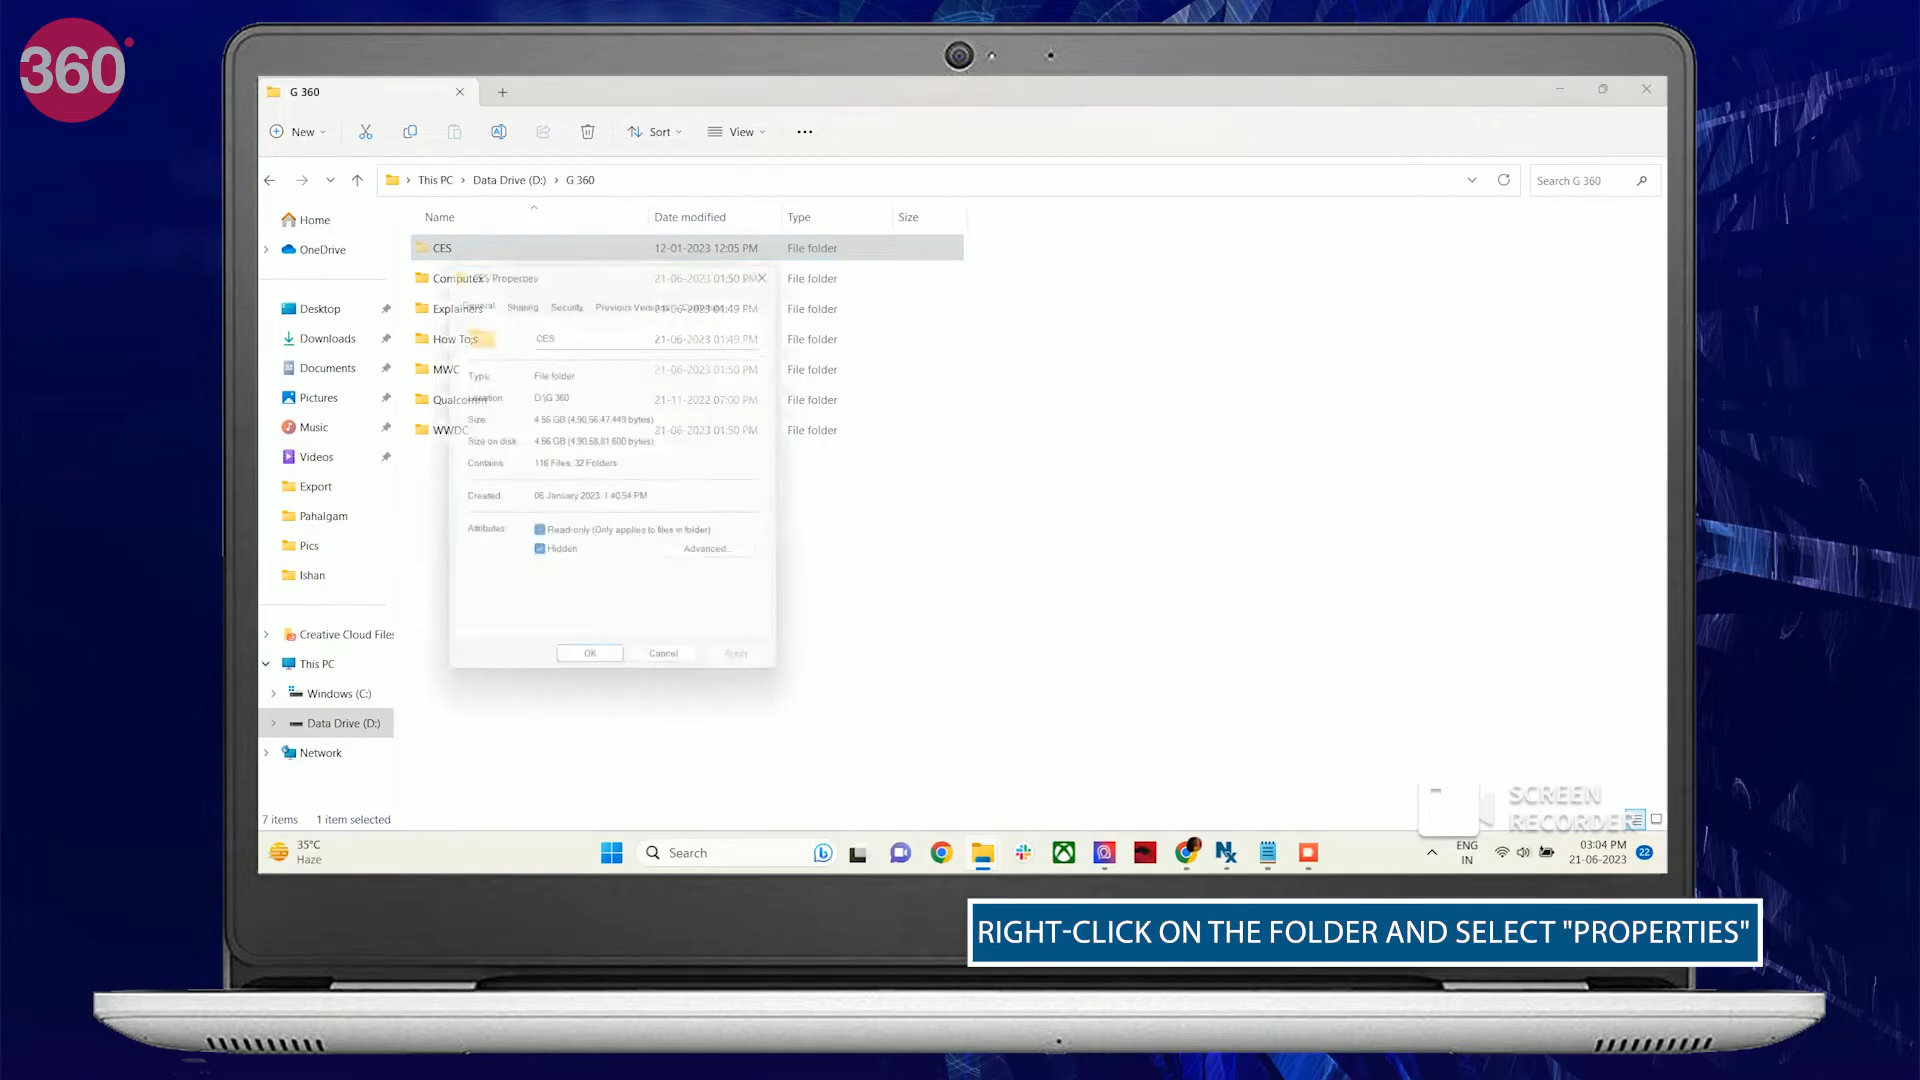 360
G 360
New
Sort
View
This PC > Data Drive (D:) > G 360
Search G 360
Name
Date modified
Type
Size
Home
OneDrive
Desktop
Downloads
Documents
Pictures
Music
Videos
Export
Pahalgam
Pics
Ishan
Creative Cloud Files
This PC
Windows (C:)
Data Drive (D:)
Network
CES 12-01-2023 12:05 PM File folder
Computex 21-06-2023 01:50 PM File folder
Explainers 21-06-2023 01:49 PM File folder
How To;s 21-06-2023 01:49 PM File folder
MWC 21-06-2023 01:50 PM File folder
Qualcomm 21-11-2022 07:00 PM File folder
WWDC 21-06-2023 01:50 PM File folder
CES Properties
General Sharing Security Previous Versions
CES
Type: File folder
Location: D:\G 360
Size: 4.56 GB (4,90,56,47,449 bytes)
Size on disk: 4.56 GB (4,90,58,81,600 bytes)
Contains: 116 Files, 32 Folders
Created: 06 January 2023, 1:40:54 PM
Attributes: Read-only (Only applies to files in folder)
Hidden Advanced...
OK Cancel Apply
7 items 1 item selected
SCREEN
RECORDER
35°C
Haze
Search
ENG
IN
03:04 PM
21-06-2023
22
RIGHT-CLICK ON THE FOLDER AND SELECT "PROPERTIES"